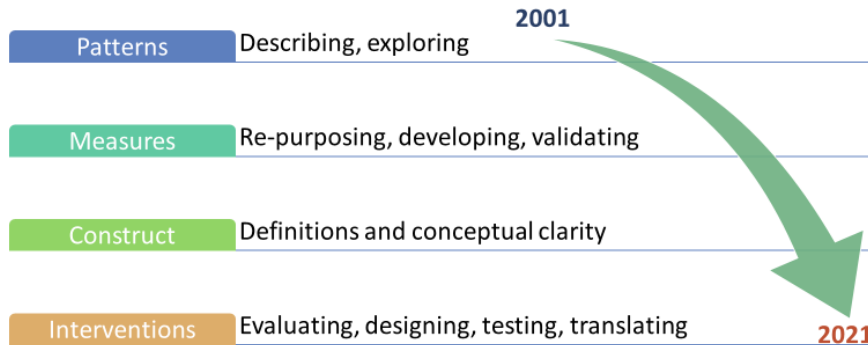 2001
Patterns Describing, exploring
Measures Re-purposing, developing, validating
Construct Definitions and conceptual clarity
Interventions Evaluating, designing, testing, translating
2021